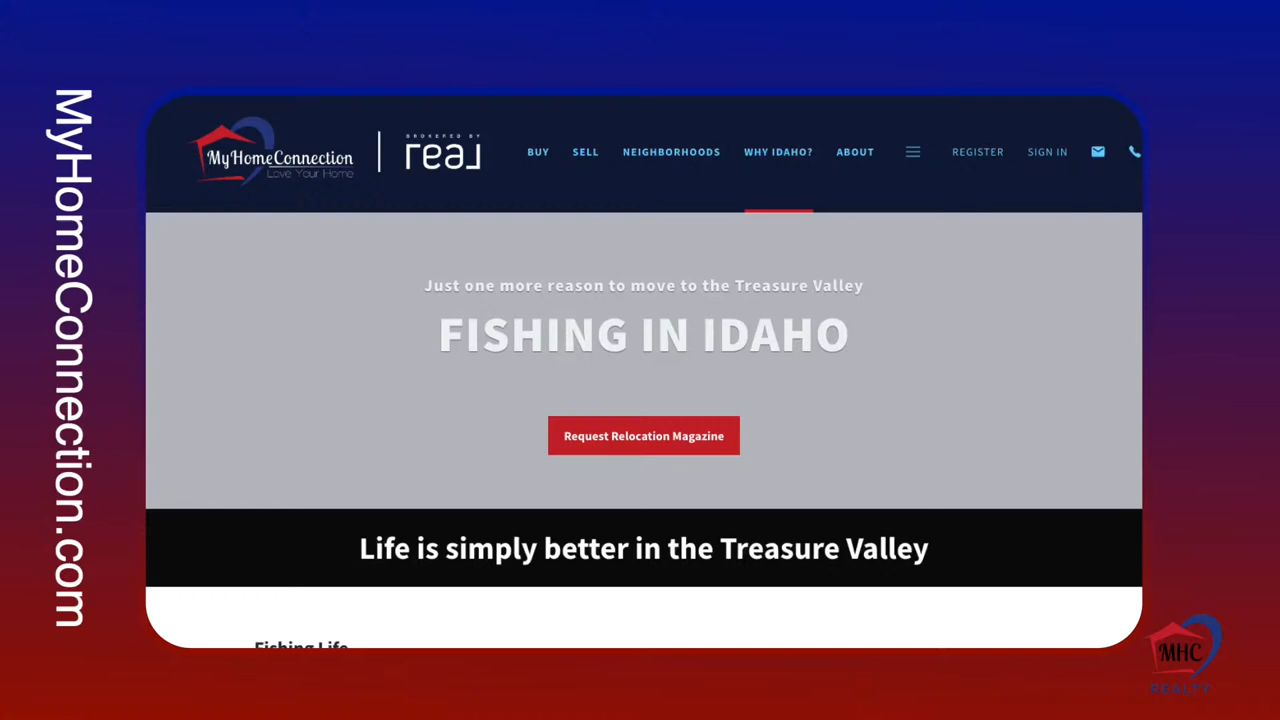 MyHomeConnection.com
MyHomeConnection
Love Your Home
BROKERED BY
real
BUY SELL NEIGHBORHOODS WHY IDAHO? ABOUT REGISTER SIGN IN
Just one more reason to move to the Treasure Valley
FISHING IN IDAHO
Request Relocation Magazine
Life is simply better in the Treasure Valley
Fishing Life
MHC
REALTY